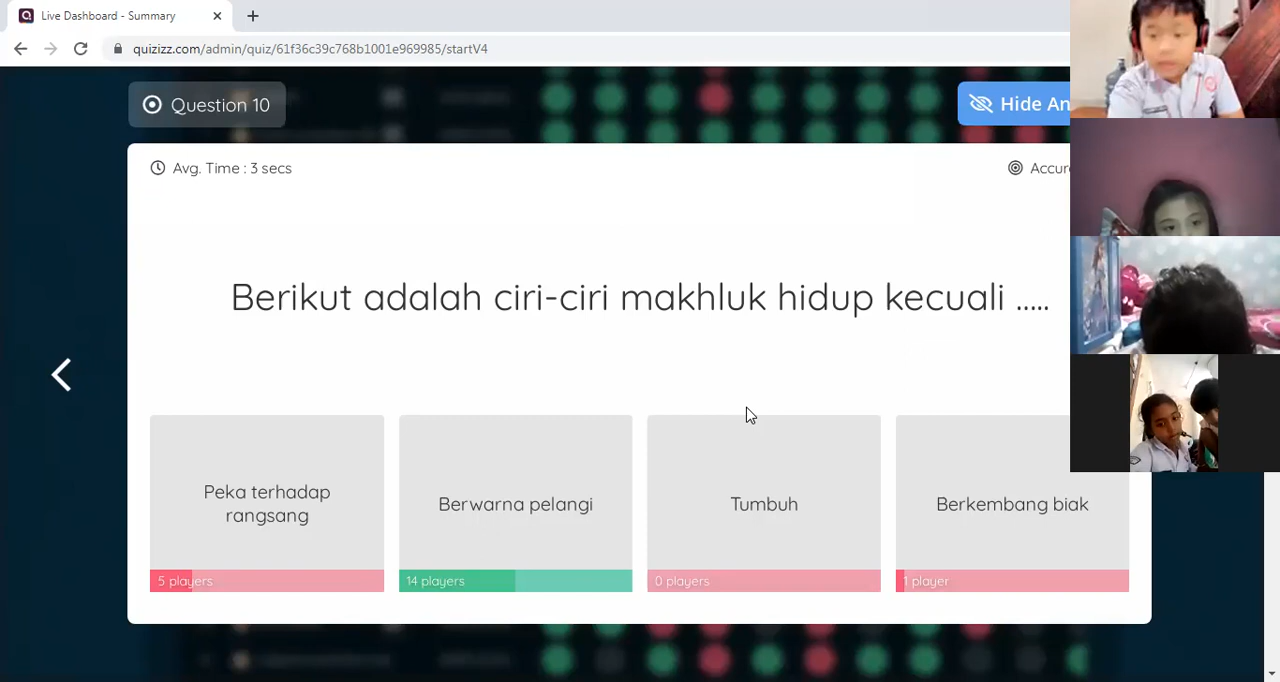 Live Dashboard - Summary
quizizz.com/admin/quiz/61f36c39c768b1001e969985/startV4
Question 10
Hide An
Avg. Time : 3 secs
Accur
Berikut adalah ciri-ciri makhluk hidup kecuali .....
Peka terhadap
rangsang
Berwarna pelangi
Tumbuh
Berkembang biak
5 players
14 players
0 players
1 player